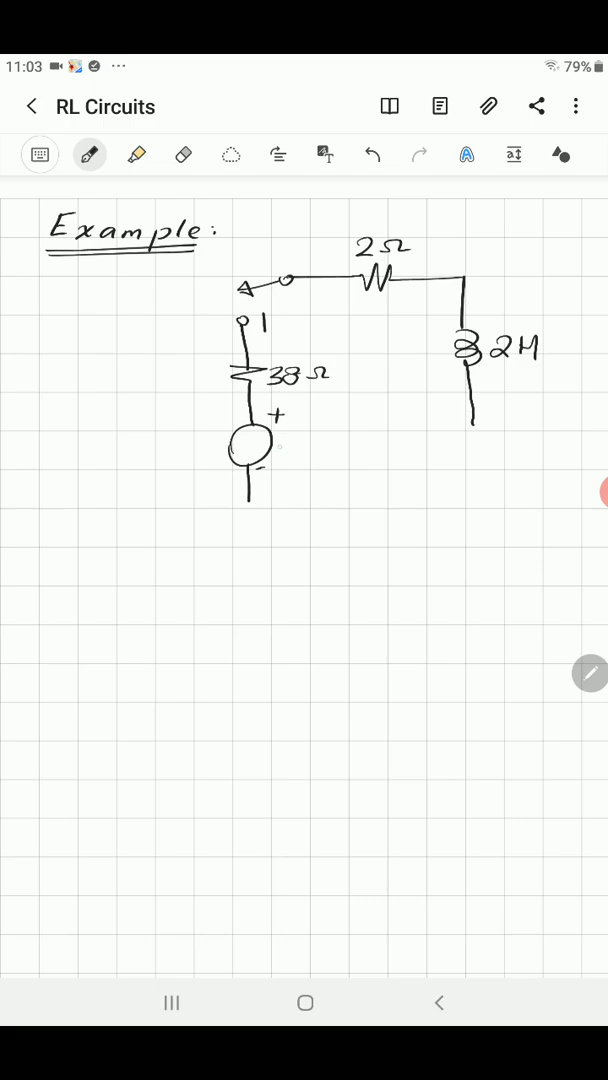 11:03 79%
RL Circuits
Example:
2Ω
1
2H
38Ω
+
-